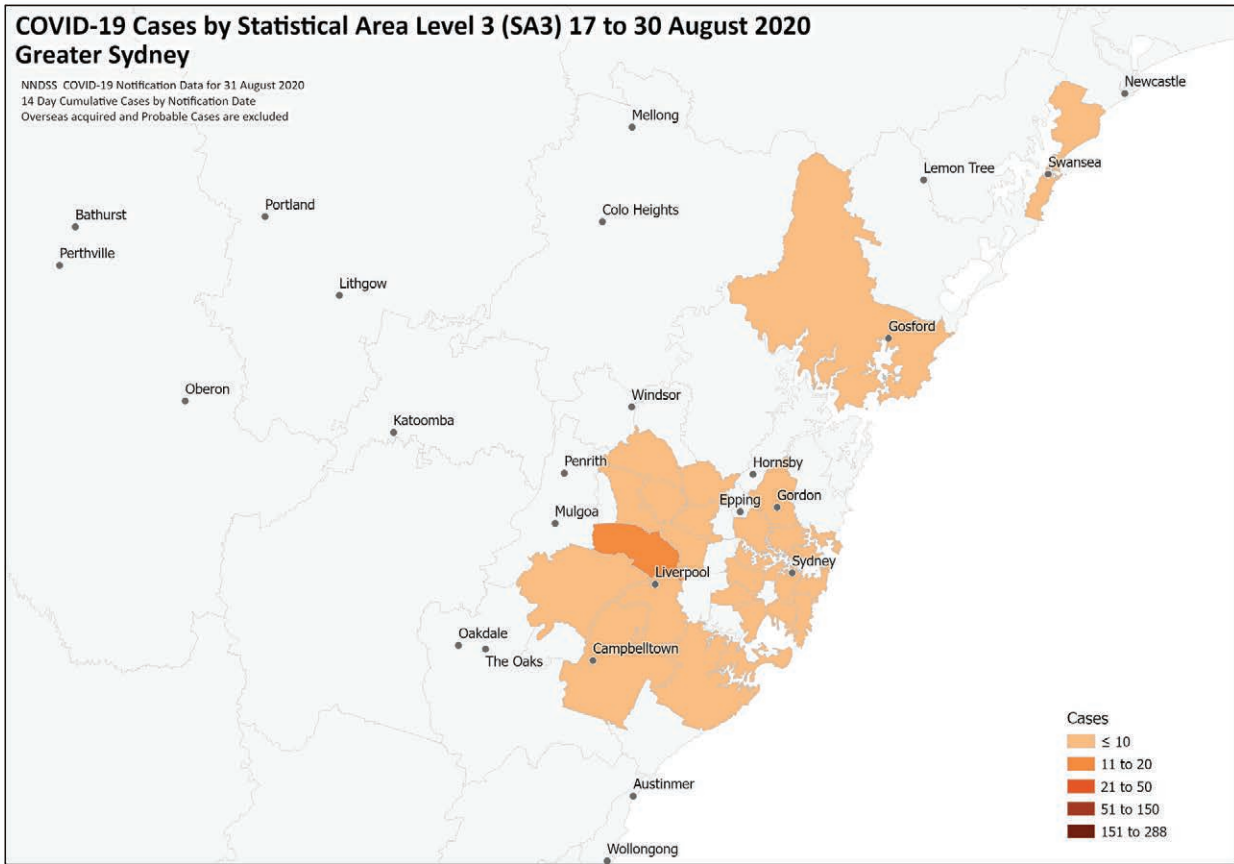 COVID-19 Cases by Statistical Area Level 3 (SA3) 17 to 30 August 2020
Greater Sydney
NNDSS COVID-19 Notification Data for 31 August 2020
14 Day Cumulative Cases by Notification Date
Overseas acquired and Probable Cases are excluded
Newcastle
Mellong
Swansea
Lemon Tree
Portland
Bathurst
Colo Heights
Perthville
Lithgow
Gosford
Oberon
Windsor
Katoomba
Penrith
Hornsby
Epping
Gordon
Mulgoa
Sydney
Liverpool
Oakdale
The Oaks
Campbelltown
Austinmer
Wollongong
Cases
≤ 10
11 to 20
21 to 50
51 to 150
151 to 288